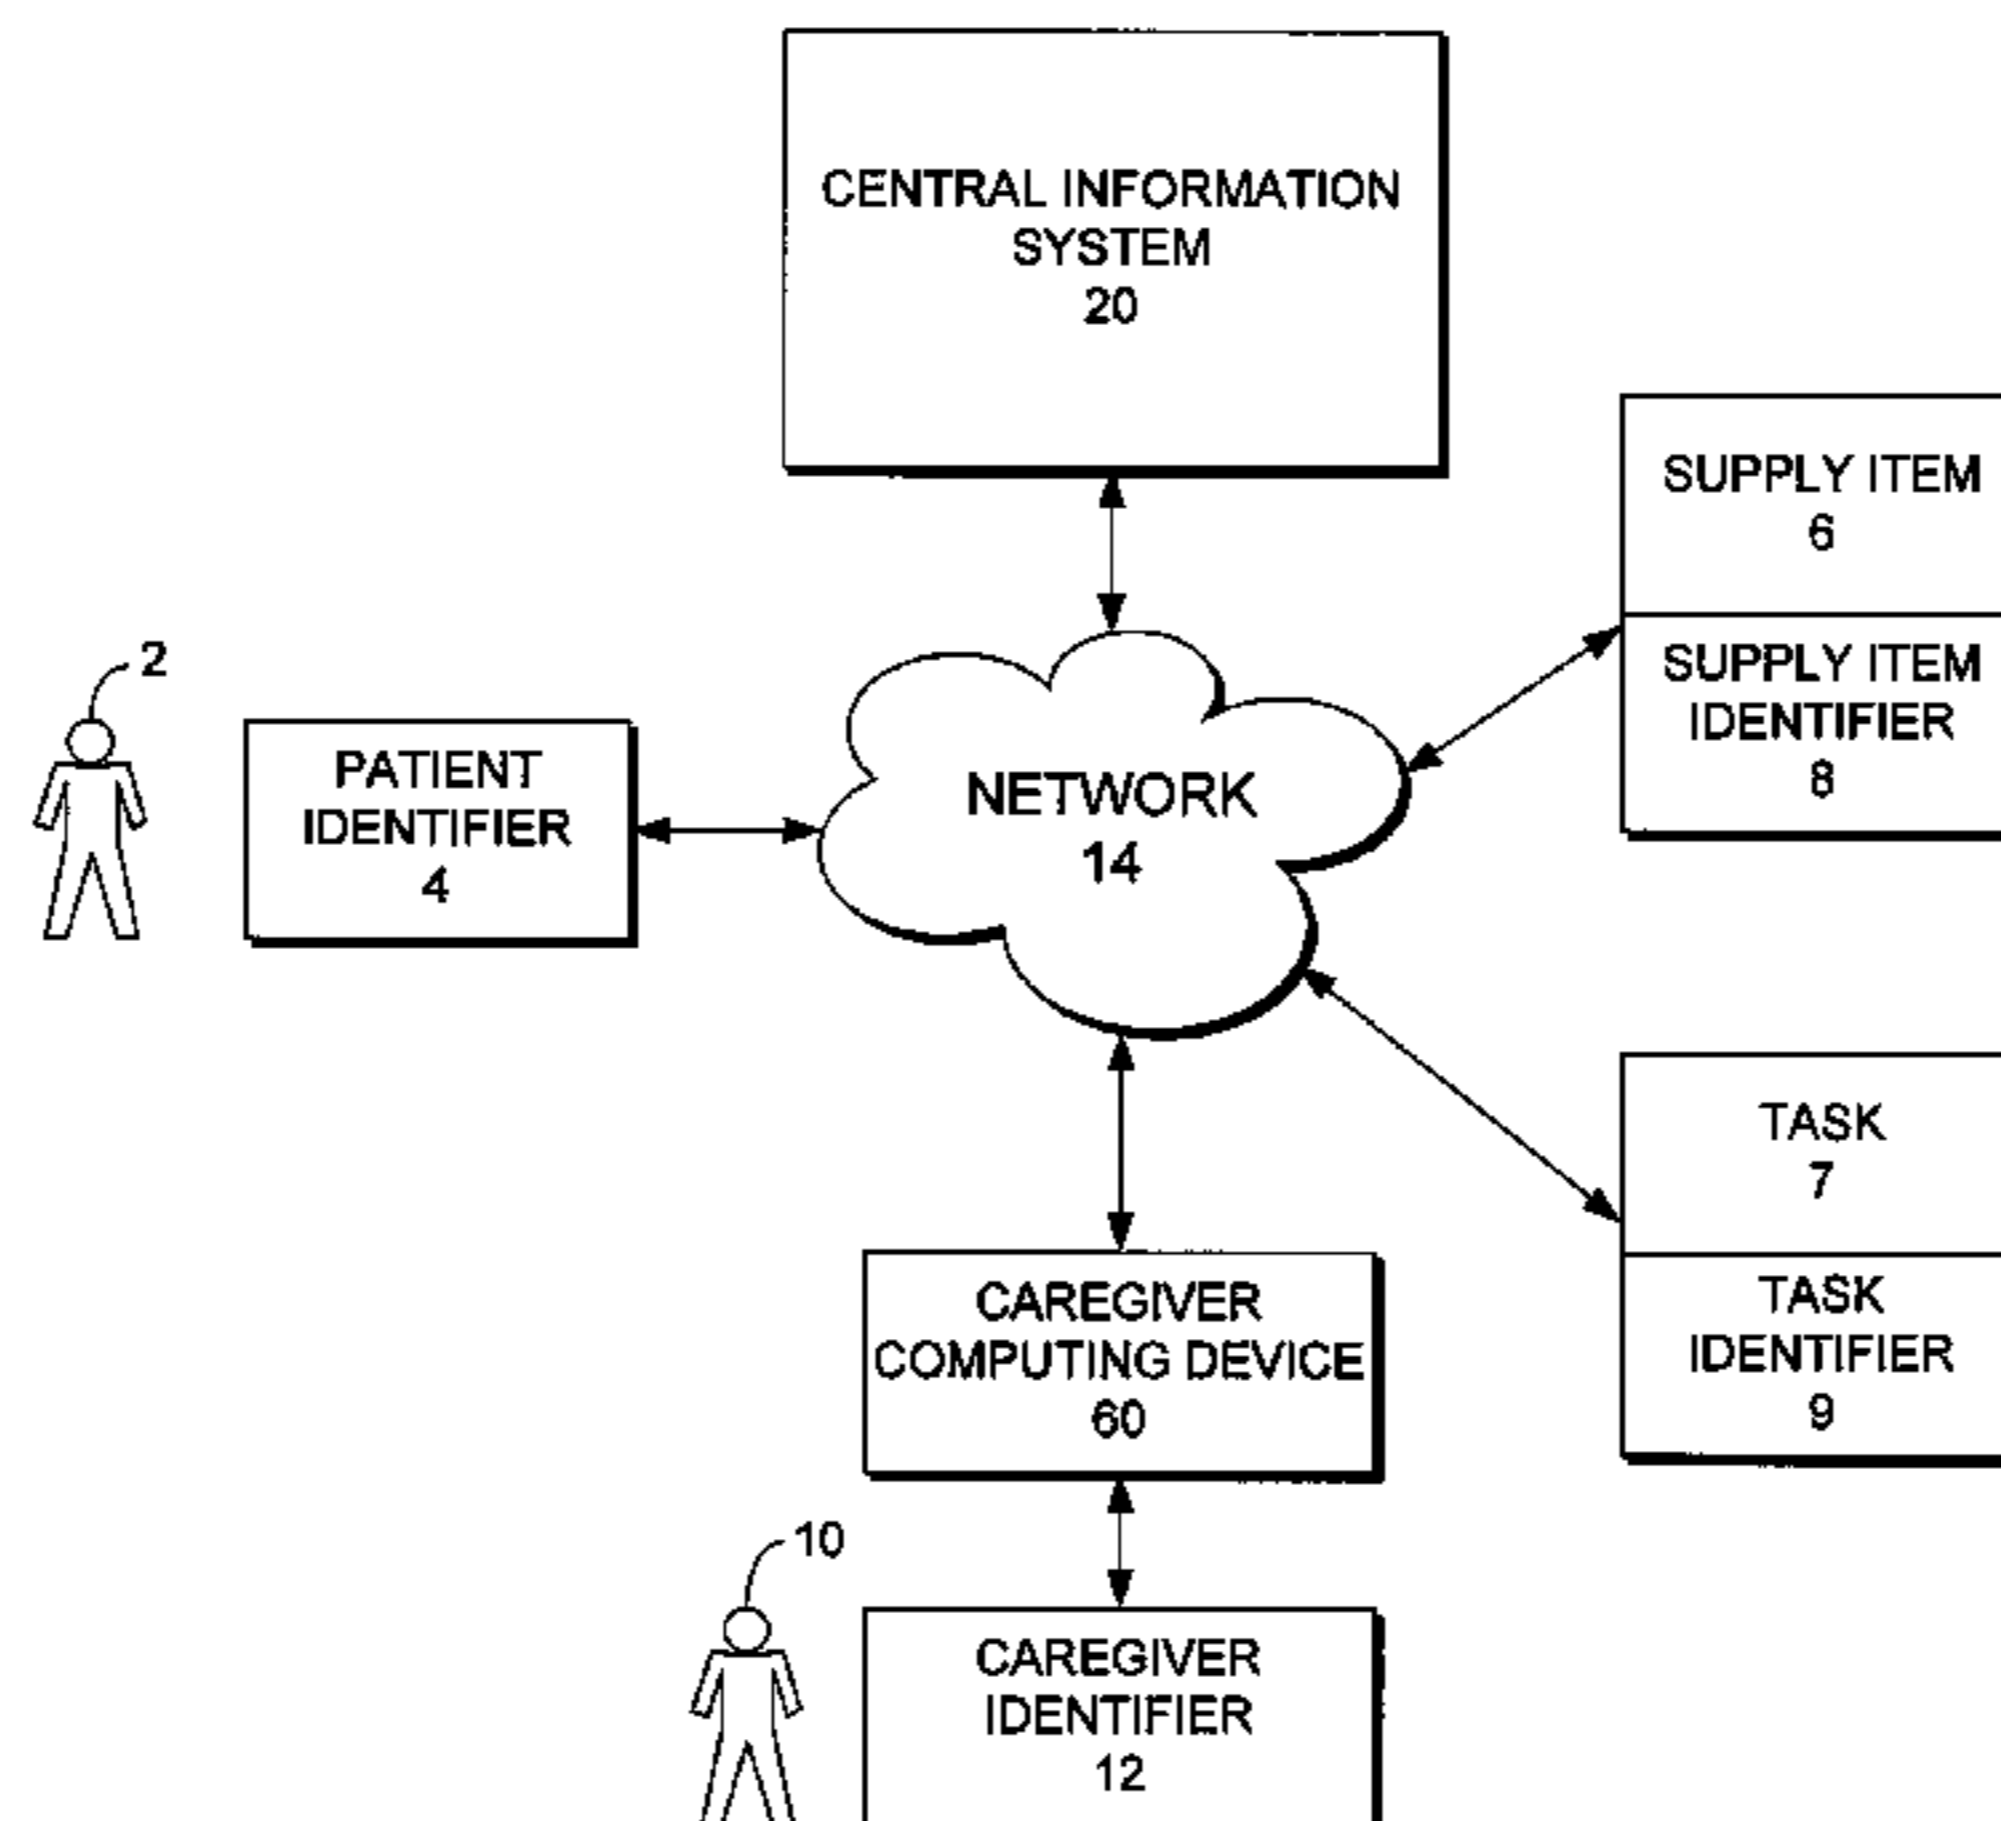 CENTRAL INFORMATION
SYSTEM
20
SUPPLY ITEM
6
SUPPLY ITEM
IDENTIFIER
8
2
PATIENT
IDENTIFIER
4
NETWORK
14
TASK
7
TASK
IDENTIFIER
9
CAREGIVER
COMPUTING DEVICE
60
10
CAREGIVER
IDENTIFIER
12